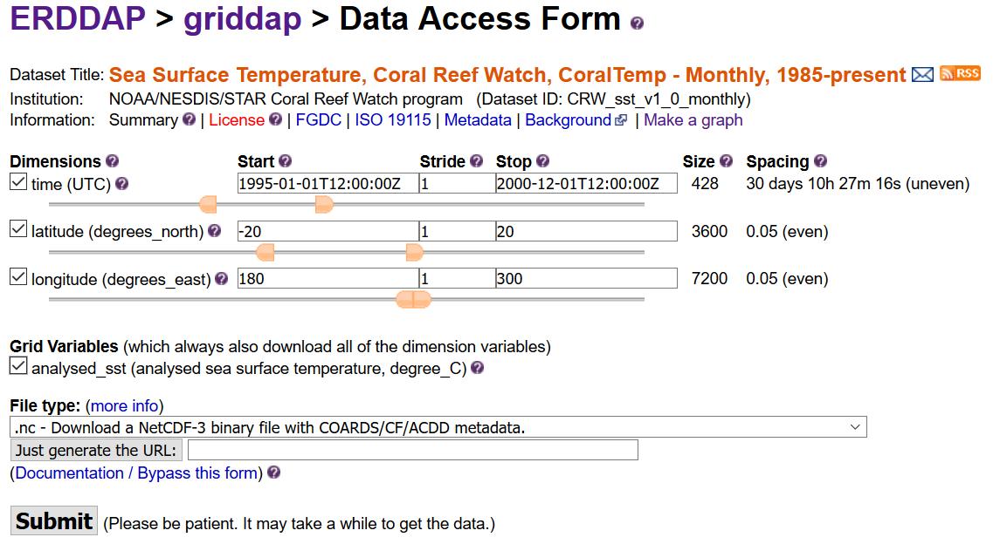 ERDDAP > griddap > Data Access Form ?
Dataset Title: Sea Surface Temperature, Coral Reef Watch, CoralTemp - Monthly, 1985-present RSS
Institution: NOAA/NESDIS/STAR Coral Reef Watch program (Dataset ID: CRW_sst_v1_0_monthly)
Information: Summary ? | License ? | FGDC | ISO 19115 | Metadata | Background | Make a graph
Dimensions ? Start ? Stride ? Stop ? Size ? Spacing ?
time (UTC) ? 1995-01-01T12:00:00Z 1 2000-12-01T12:00:00Z 428 30 days 10h 27m 16s (uneven)
latitude (degrees_north) ? -20 1 20 3600 0.05 (even)
longitude (degrees_east) ? 180 1 300 7200 0.05 (even)
Grid Variables (which always also download all of the dimension variables)
analysed_sst (analysed sea surface temperature, degree_C) ?
File type: (more info)
.nc - Download a NetCDF-3 binary file with COARDS/CF/ACDD metadata.
Just generate the URL:
(Documentation / Bypass this form) ?
Submit (Please be patient. It may take a while to get the data.)